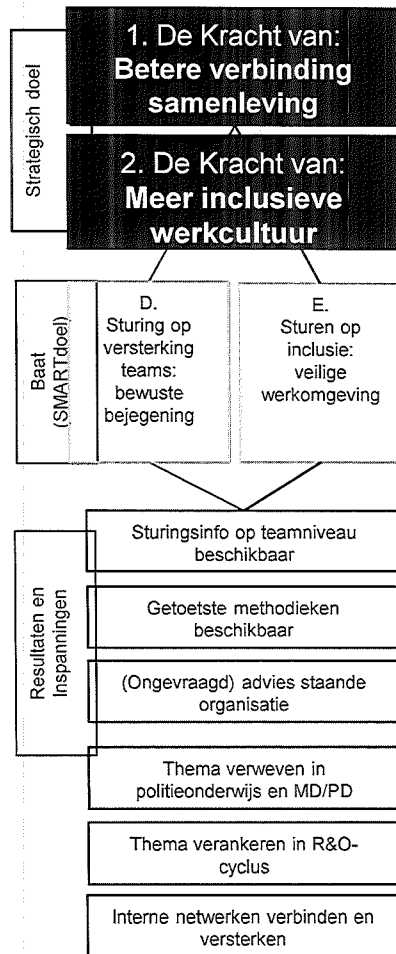 Strategisch doel
1. De Kracht van:
Betere verbinding
samenleving
2. De Kracht van:
Meer inclusieve
werkcultuur
Baat
(SMARTdoel)
D.
Sturing op
versterking
teams:
bewuste
bejegening
E.
Sturen op
inclusie:
veilige
werkomgeving
Resultaten en
Inspanningen
Sturingsinfo op teamniveau
beschikbaar
Getoetste methodieken
beschikbaar
(Ongevraagd) advies staande
organisatie
Thema verweven in
politieonderwijs en MD/PD
Thema verankeren in R&O-
cyclus
Interne netwerken verbinden en
versterken